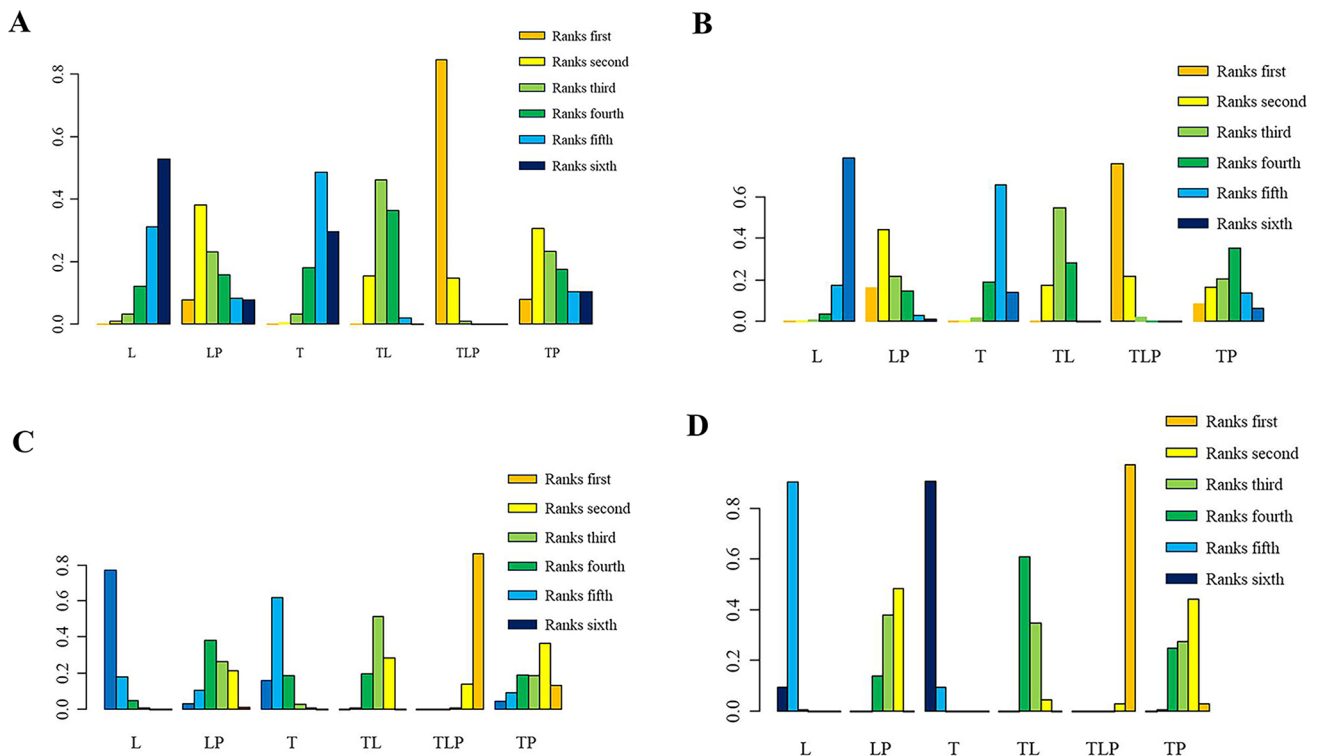 A
Ranks first
Ranks second
Ranks third
Ranks fourth
Ranks fifth
Ranks sixth
0.0 0.2 0.4 0.6 0.8
L LP T TL TLP TP
B
Ranks first
Ranks second
Ranks third
Ranks fourth
Ranks fifth
Ranks sixth
0.0 0.2 0.4 0.6
L LP T TL TLP TP
C
Ranks first
Ranks second
Ranks third
Ranks fourth
Ranks fifth
Ranks sixth
0.0 0.2 0.4 0.6 0.8
L LP T TL TLP TP
D
Ranks first
Ranks second
Ranks third
Ranks fourth
Ranks fifth
Ranks sixth
0.0 0.2 0.4 0.6 0.8
L LP T TL TLP TP